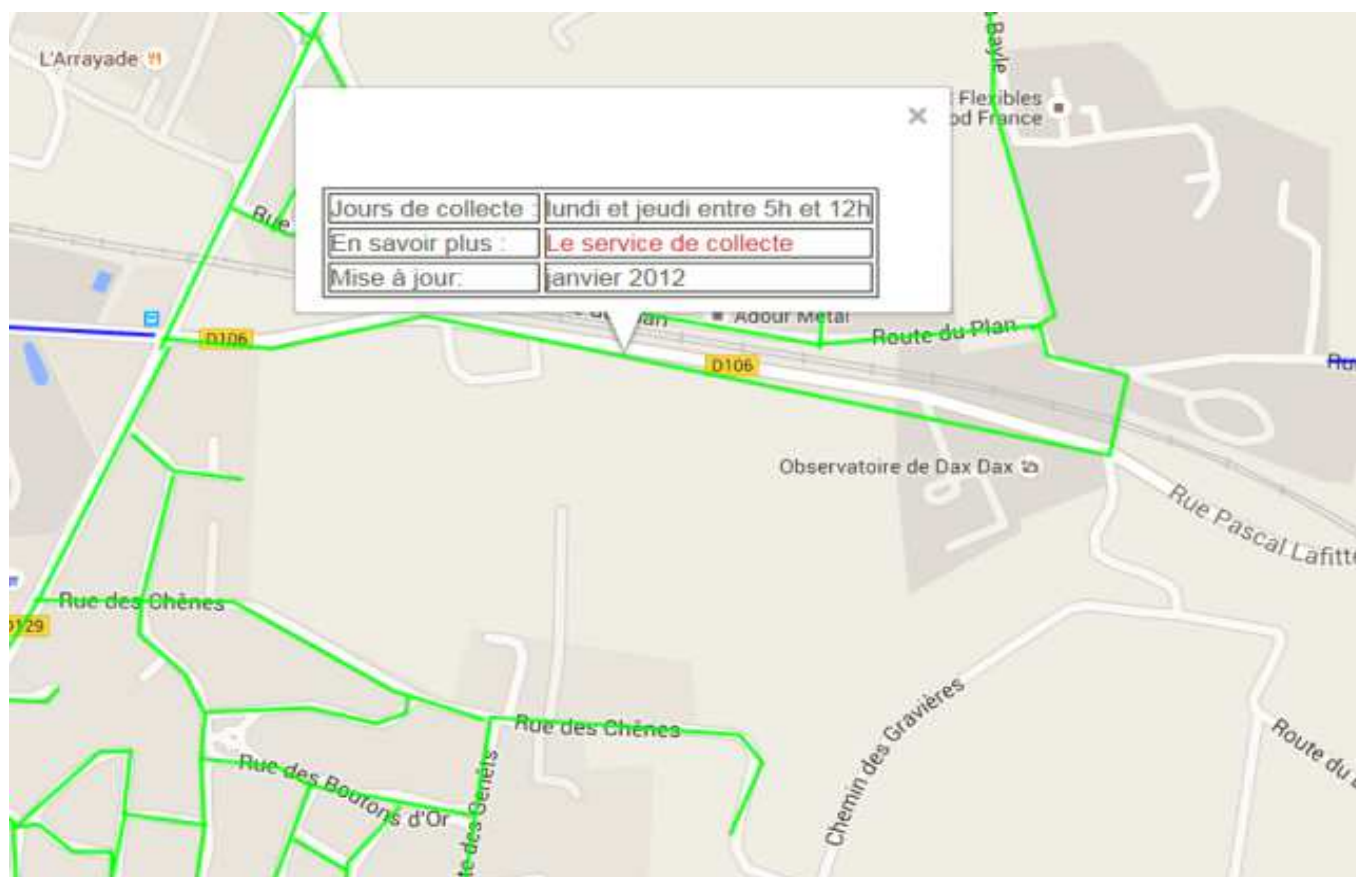 L'Arrayade
Bayle
Flexibles
France
×
Jours de collecte : lundi et jeudi entre 5h et 12h
En savoir plus : Le service de collecte
Mise à jour: janvier 2012
Rue
Adour Métal
Route du Plan
D106
D106
Observatoire de Dax Dax
Rue Pascal Lafitte
Rue des Chênes
D129
Chemin des Gravières
Rue des Chênes
Route du
Rue des Boutons d'Or
des Genêts